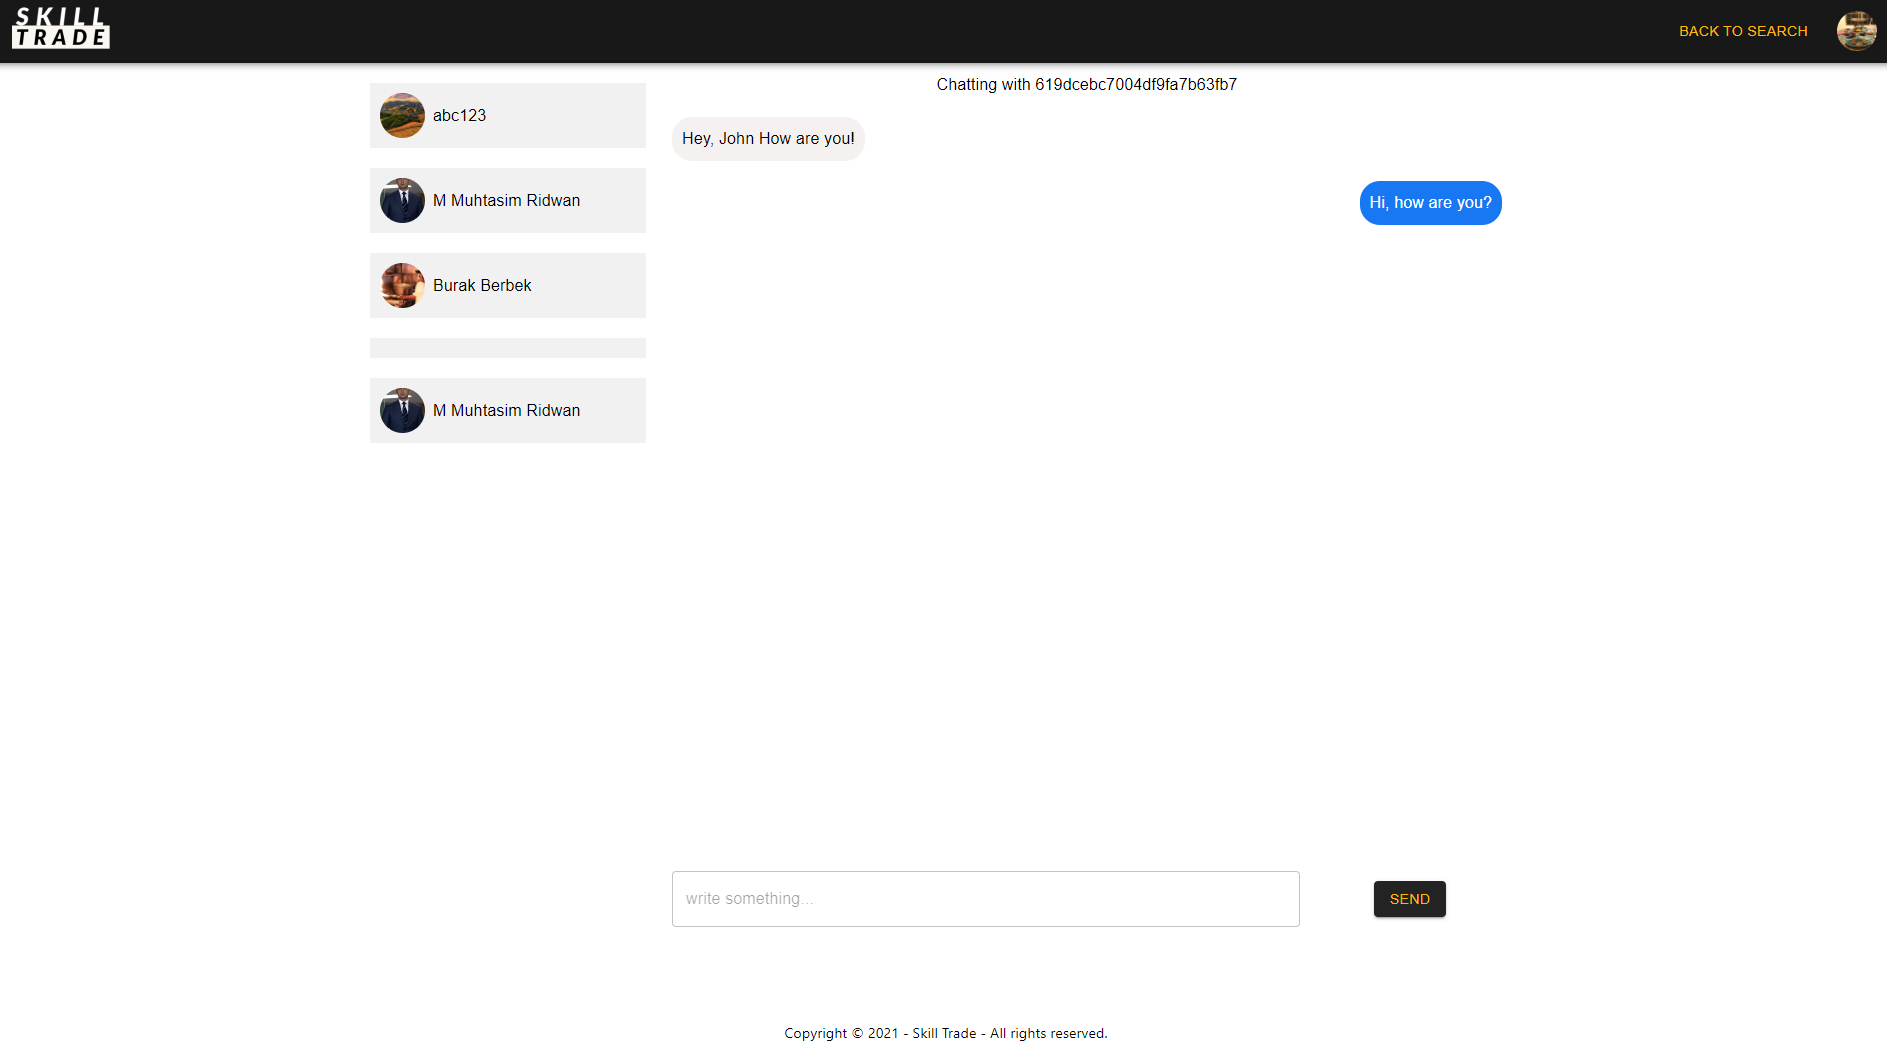 SKILL
TRADE
BACK TO SEARCH
abc123
M Muhtasim Ridwan
Burak Berbek
M Muhtasim Ridwan
Chatting with 619dcebc7004df9fa7b63fb7
Hey, John How are you!
Hi, how are you?
write something...
SEND
Copyright © 2021 - Skill Trade - All rights reserved.